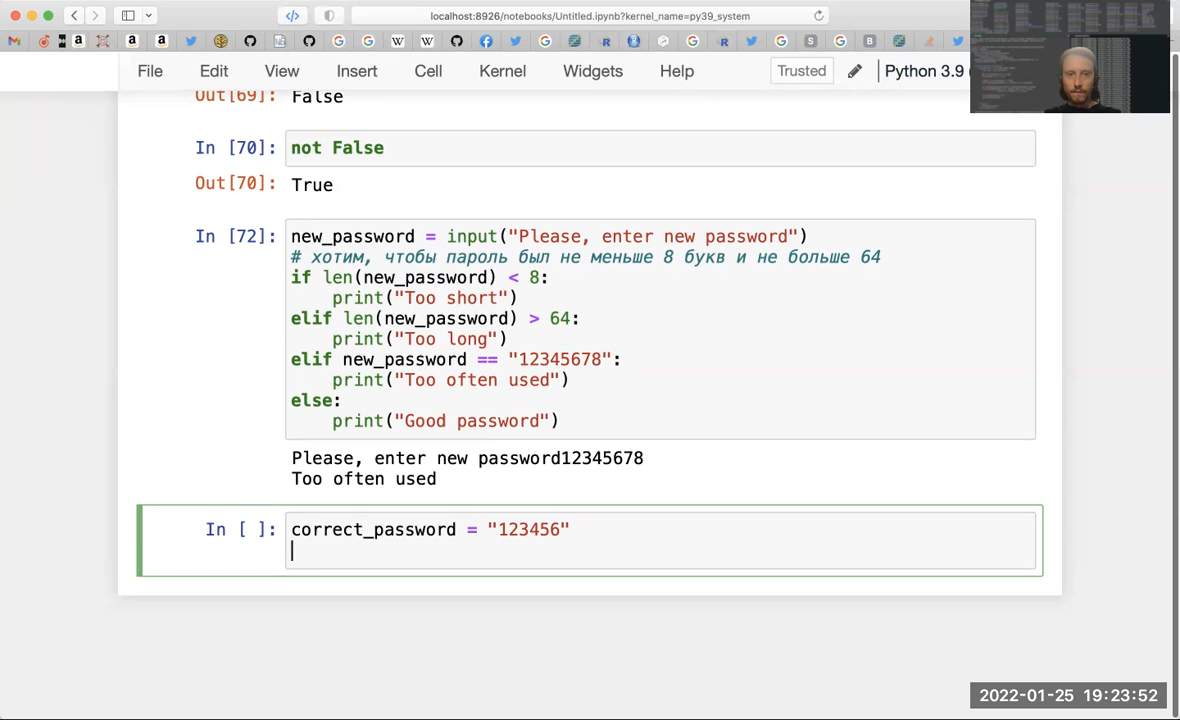 localhost:8926/notebooks/Untitled.ipynb?kernel_name=py39_system
File Edit View Insert Cell Kernel Widgets Help Trusted Python 3.9
Out[69]: False
In [70]: not False
Out[70]: True
In [72]: new_password = input("Please, enter new password")
# хотим, чтобы пароль был не меньше 8 букв и не больше 64
if len(new_password) < 8:
print("Too short")
elif len(new_password) > 64:
print("Too long")
elif new_password == "12345678":
print("Too often used")
else:
print("Good password")
Please, enter new password12345678
Too often used
In [ ]: correct_password = "123456"
2022-01-25 19:23:52